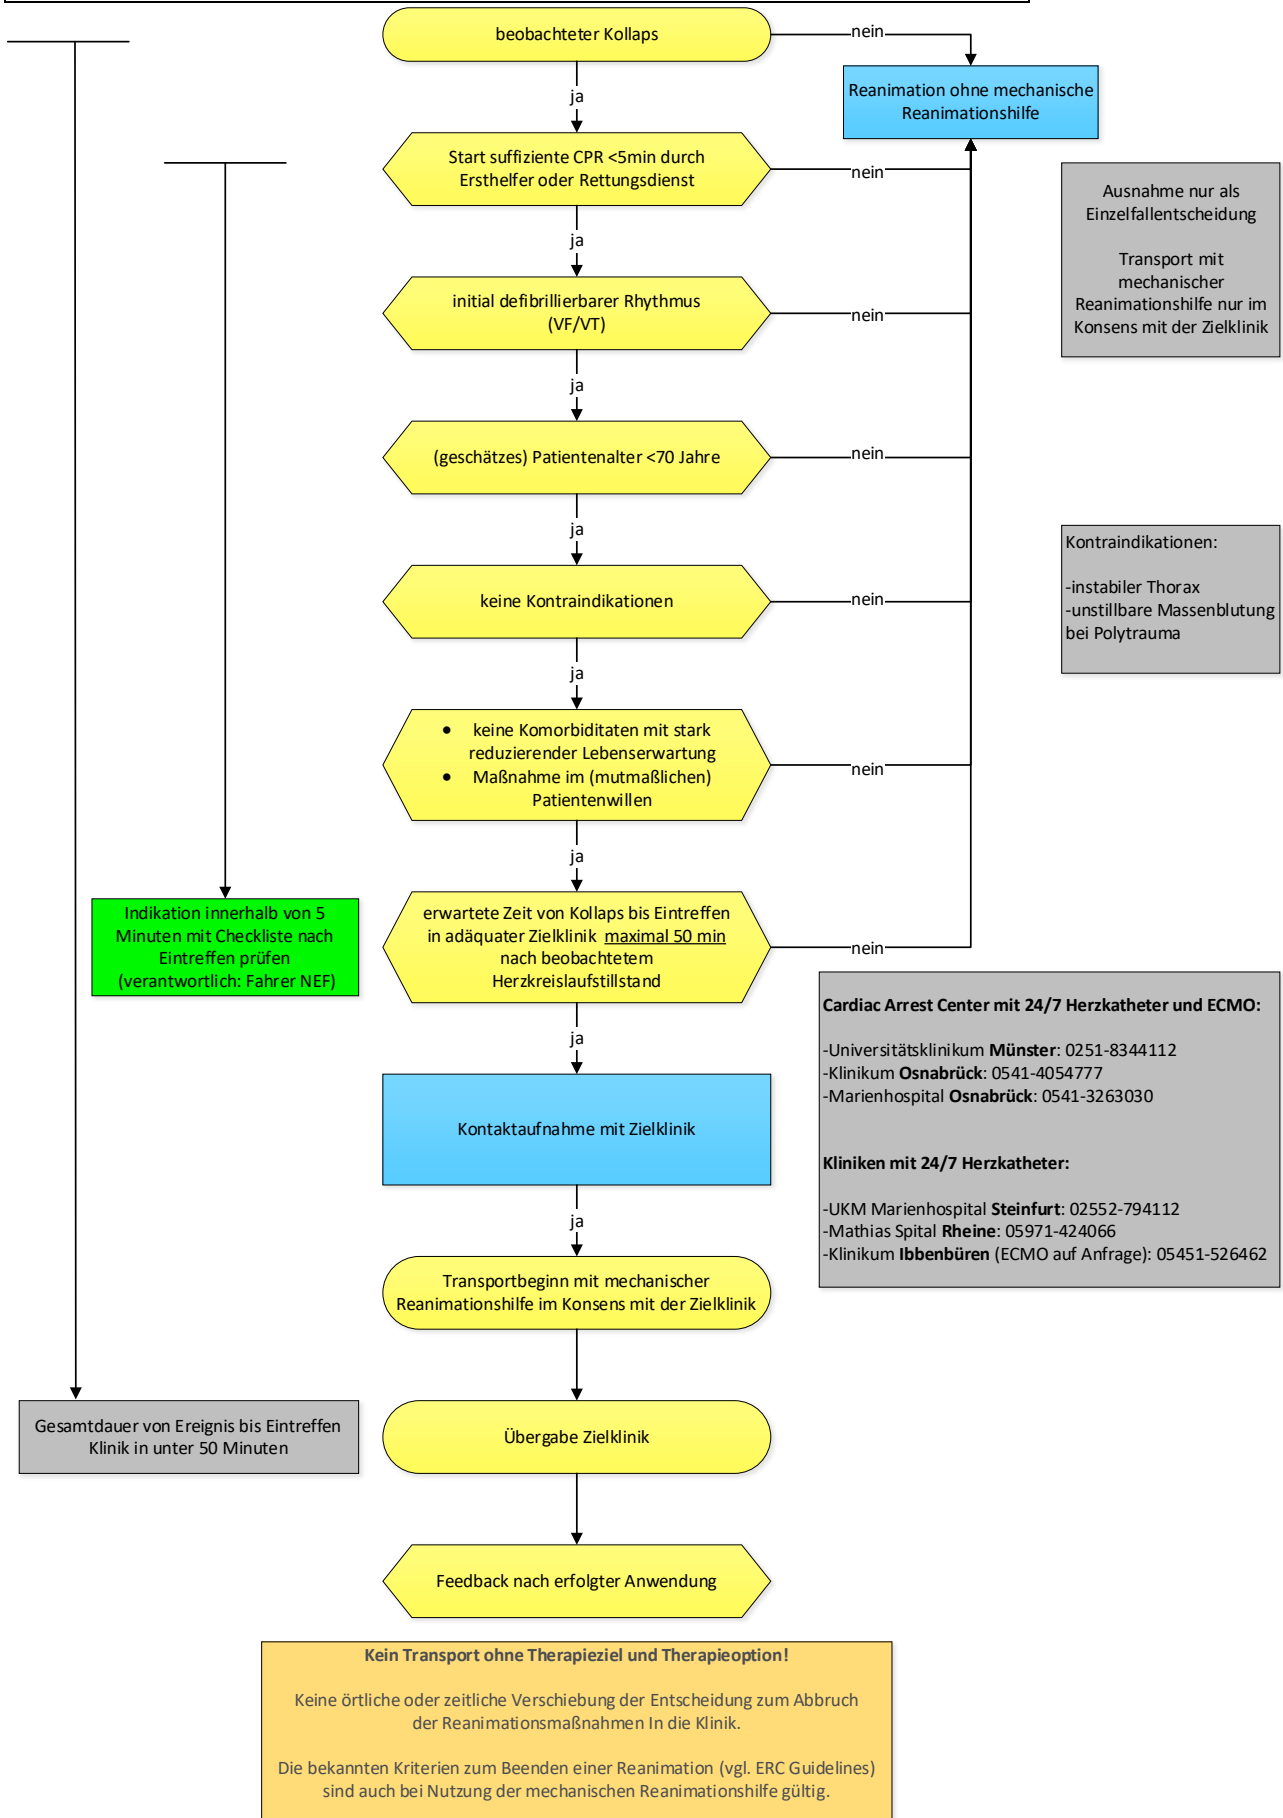 beobachteter Kollaps
nein
Reanimation ohne mechanische
Reanimationshilfe
ja
Start suffiziente CPR <5min durch
Ersthelfer oder Rettungsdienst
nein
Ausnahme nur als
Einzelfallentscheidung
Transport mit
mechanischer
Reanimationshilfe nur im
Konsens mit der Zielklinik
ja
initial defibrillierbarer Rhythmus
(VF/VT)
nein
ja
(geschätzes) Patientenalter <70 Jahre
nein
ja
keine Kontraindikationen
nein
Kontraindikationen:
-instabiler Thorax
-unstillbare Massenblutung
bei Polytrauma
ja
• keine Komorbiditaten mit stark
reduzierender Lebenserwartung
• Maßnahme im (mutmaßlichen)
Patientenwillen
nein
ja
Indikation innerhalb von 5
Minuten mit Checkliste nach
Eintreffen prüfen
(verantwortlich: Fahrer NEF)
erwartete Zeit von Kollaps bis Eintreffen
in adäquater Zielklinik maximal 50 min
nach beobachtetem
Herzkreislaufstillstand
nein
ja
Cardiac Arrest Center mit 24/7 Herzkatheter und ECMO:
-Universitätsklinikum Münster: 0251-8344112
-Klinikum Osnabrück: 0541-4054777
-Marienhospital Osnabrück: 0541-3263030
Kliniken mit 24/7 Herzkatheter:
-UKM Marienhospital Steinfurt: 02552-794112
-Mathias Spital Rheine: 05971-424066
-Klinikum Ibbenbüren (ECMO auf Anfrage): 05451-526462
Kontaktaufnahme mit Zielklinik
ja
Transportbeginn mit mechanischer
Reanimationshilfe im Konsens mit der Zielklinik
Gesamtdauer von Ereignis bis Eintreffen
Klinik in unter 50 Minuten
Übergabe Zielklinik
Feedback nach erfolgter Anwendung
Kein Transport ohne Therapieziel und Therapieoption!
Keine örtliche oder zeitliche Verschiebung der Entscheidung zum Abbruch
der Reanimationsmaßnahmen In die Klinik.
Die bekannten Kriterien zum Beenden einer Reanimation (vgl. ERC Guidelines)
sind auch bei Nutzung der mechanischen Reanimationshilfe gültig.